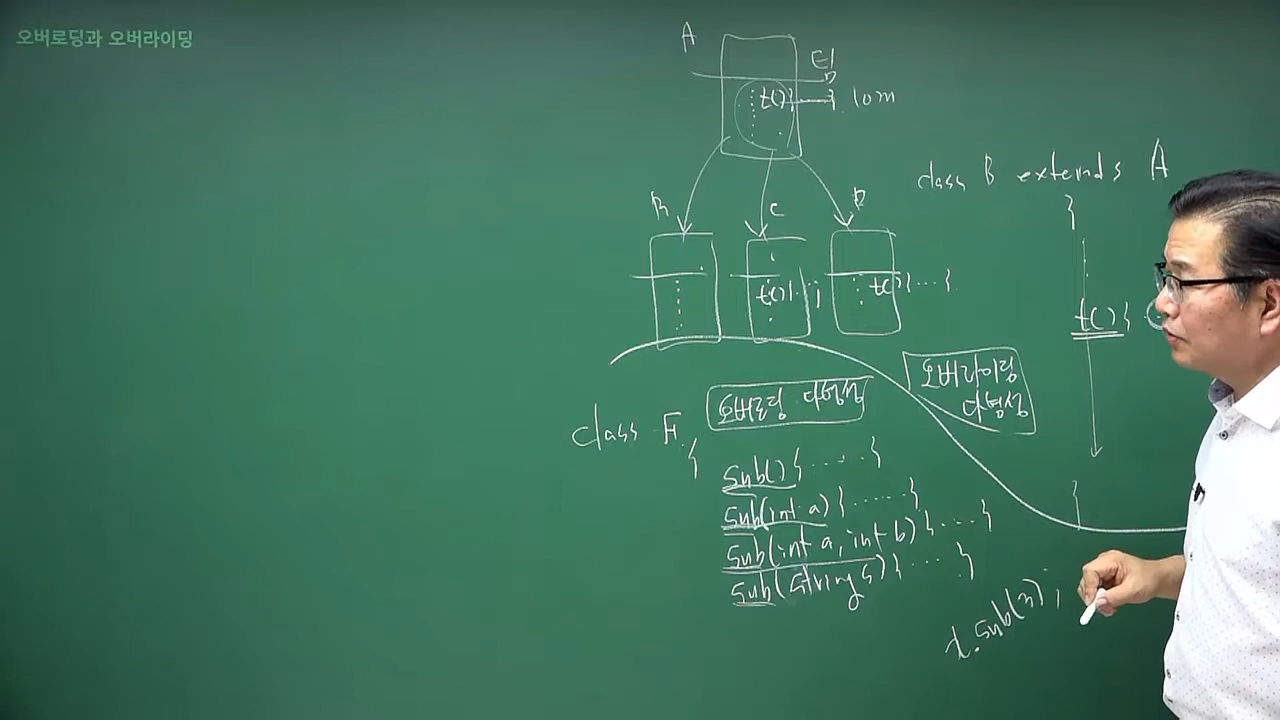 오버로딩과 오버라이딩
A
t(){ } 10m
class B extends A
{
B
C
t()
t(){ ... }
t(){
오버로딩 다형성
오버라이딩
다형성
class F
{
sub(){ ..... }
sub(int a){ ...... }
sub(int a, int b){ .... }
sub(String s){ .... }
}
t.sub(3);